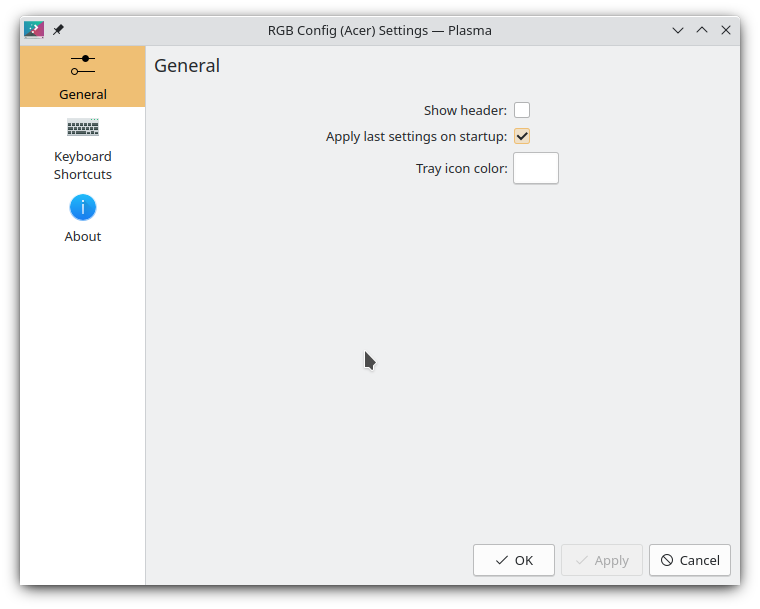 RGB Config (Acer) Settings — Plasma
General
Keyboard
Shortcuts
About
General
Show header:
Apply last settings on startup:
Tray icon color:
OK
Apply
Cancel